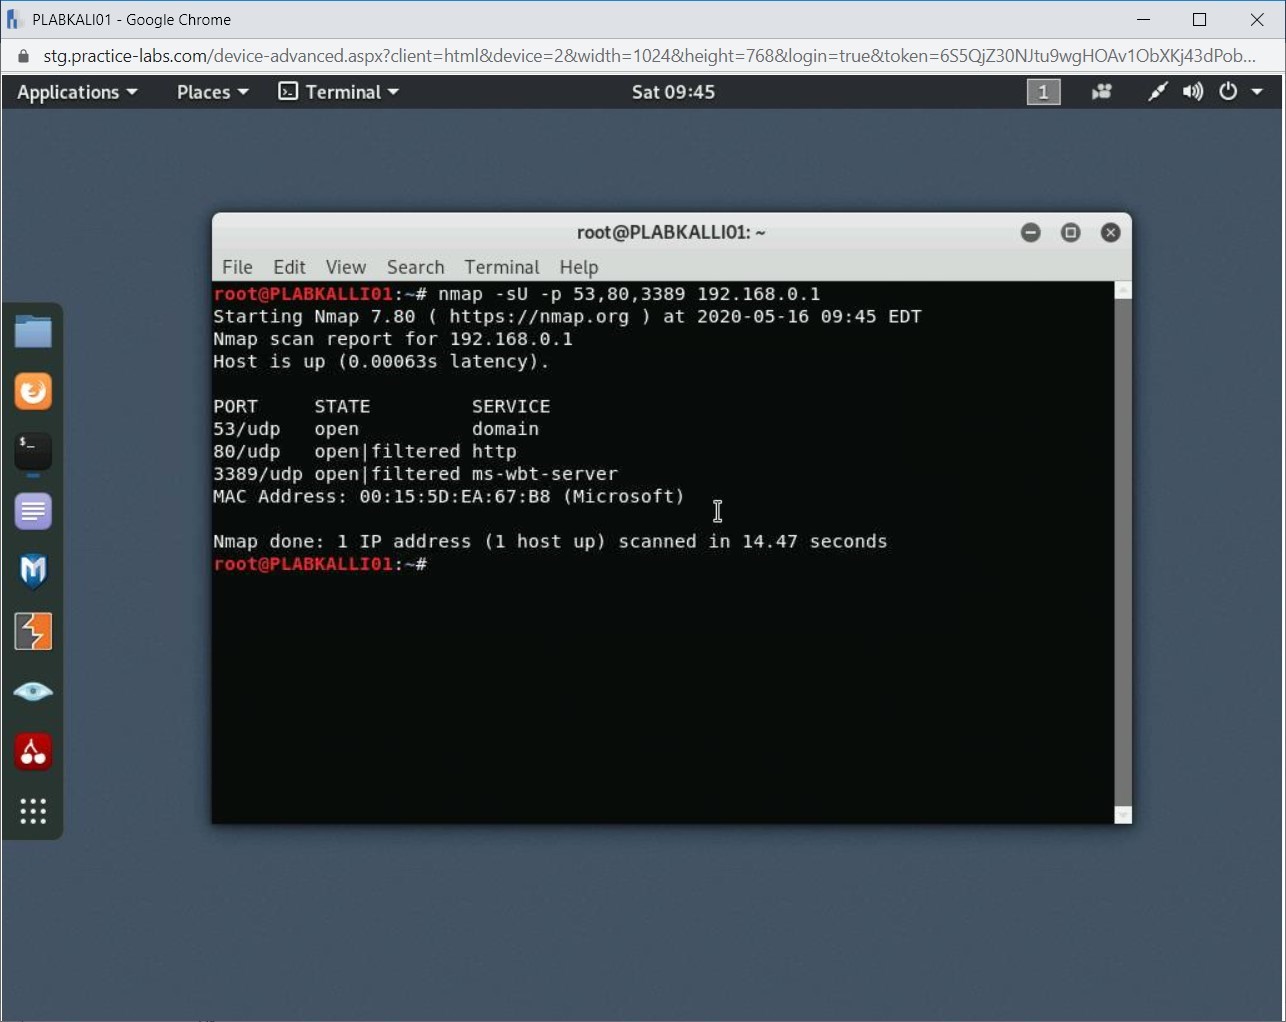 PLABKALI01 - Google Chrome
stg.practice-labs.com/device-advanced.aspx?client=html&device=2&width=1024&height=768&login=true&token=6S5QjZ30NJtu9wgHOAv1ObXKj43dPob...
Applications Places Terminal Sat 09:45 1
root@PLABKALLI01: ~
File Edit View Search Terminal Help
root@PLABKALLI01:~# nmap -sU -p 53,80,3389 192.168.0.1
Starting Nmap 7.80 ( https://nmap.org ) at 2020-05-16 09:45 EDT
Nmap scan report for 192.168.0.1
Host is up (0.00063s latency).
PORT STATE SERVICE
53/udp open domain
80/udp open|filtered http
3389/udp open|filtered ms-wbt-server
MAC Address: 00:15:5D:EA:67:B8 (Microsoft)
Nmap done: 1 IP address (1 host up) scanned in 14.47 seconds
root@PLABKALLI01:~#